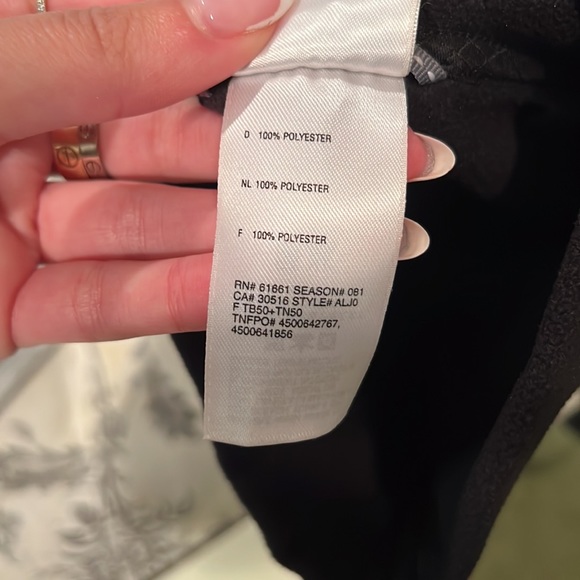 D 100% POLYESTER
NL 100% POLYESTER
F 100% POLYESTER
RN# 61661 SEASON# 081
CA# 30516 STYLE# ALJ0
F TB50+TN50
TNFPO# 4500642767,
4500641856